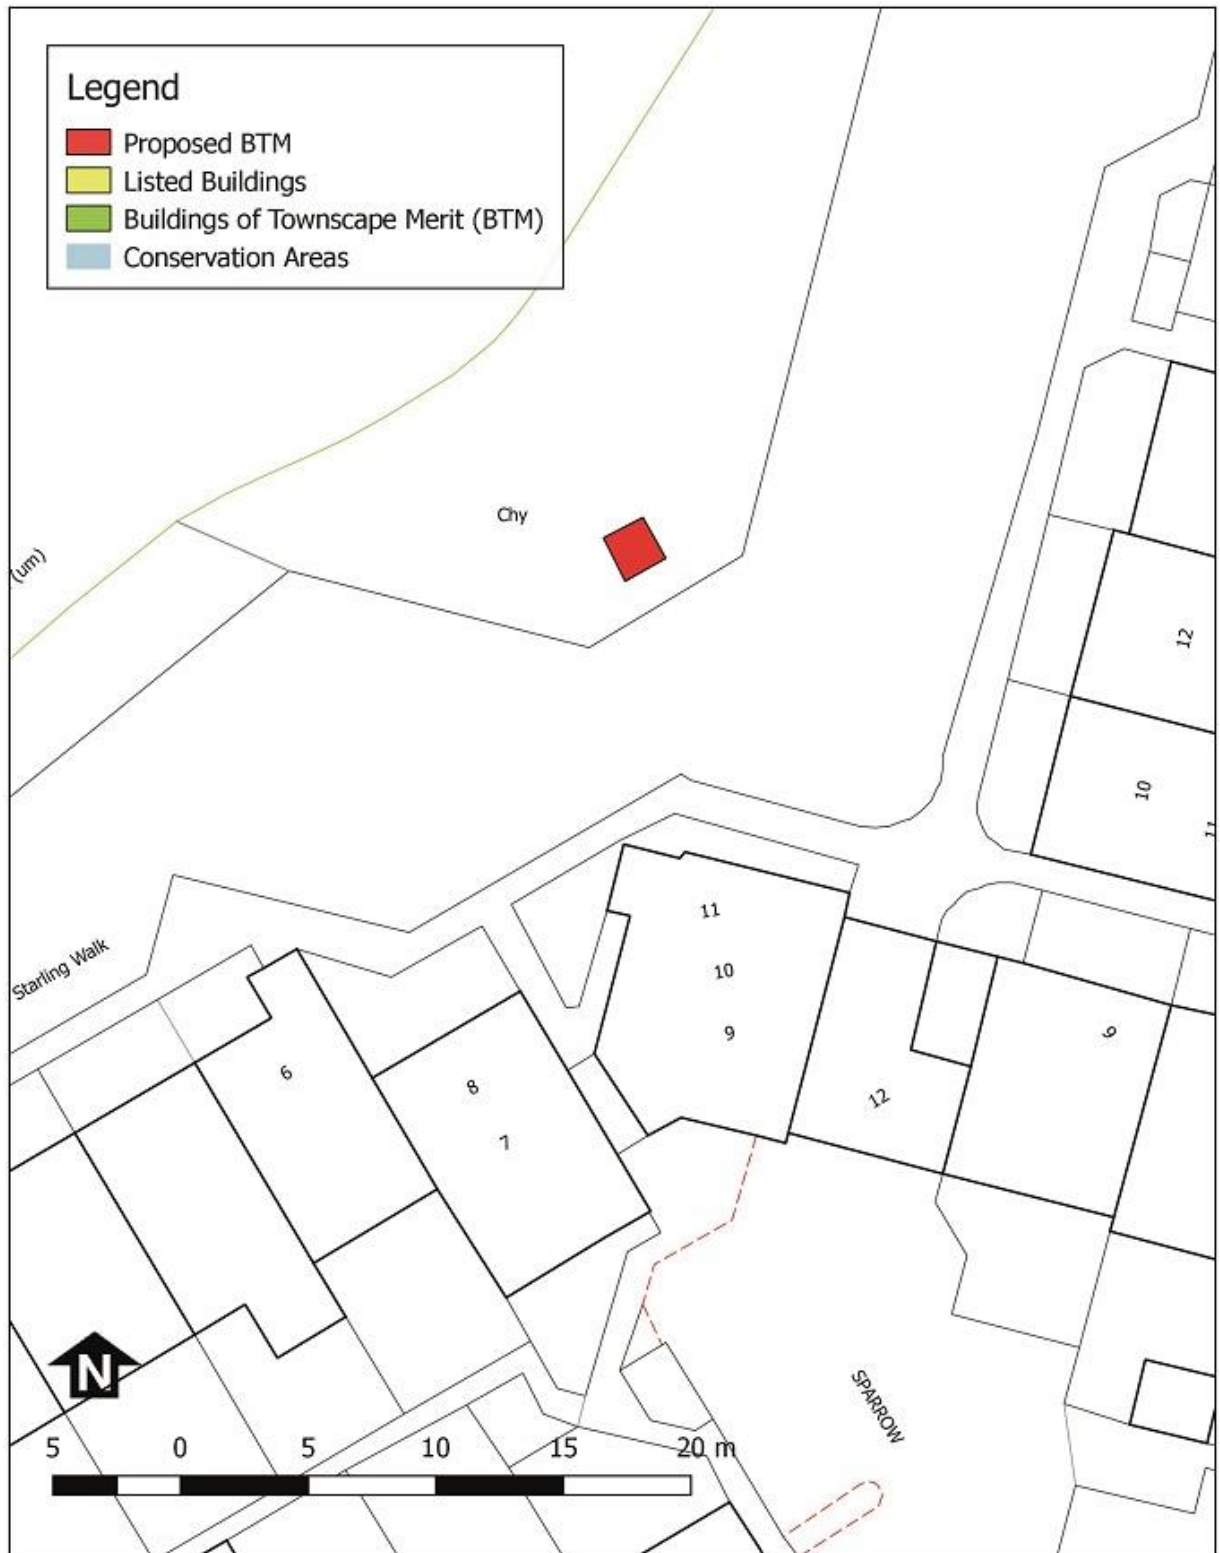 Legend
Proposed BTM
Listed Buildings
Buildings of Townscape Merit (BTM)
Conservation Areas
Chy
(um)
12
10
11
11
10
9
Starling Walk
9
6
8
7
12
SPARROW
N
5 0 5 10 15 20 m